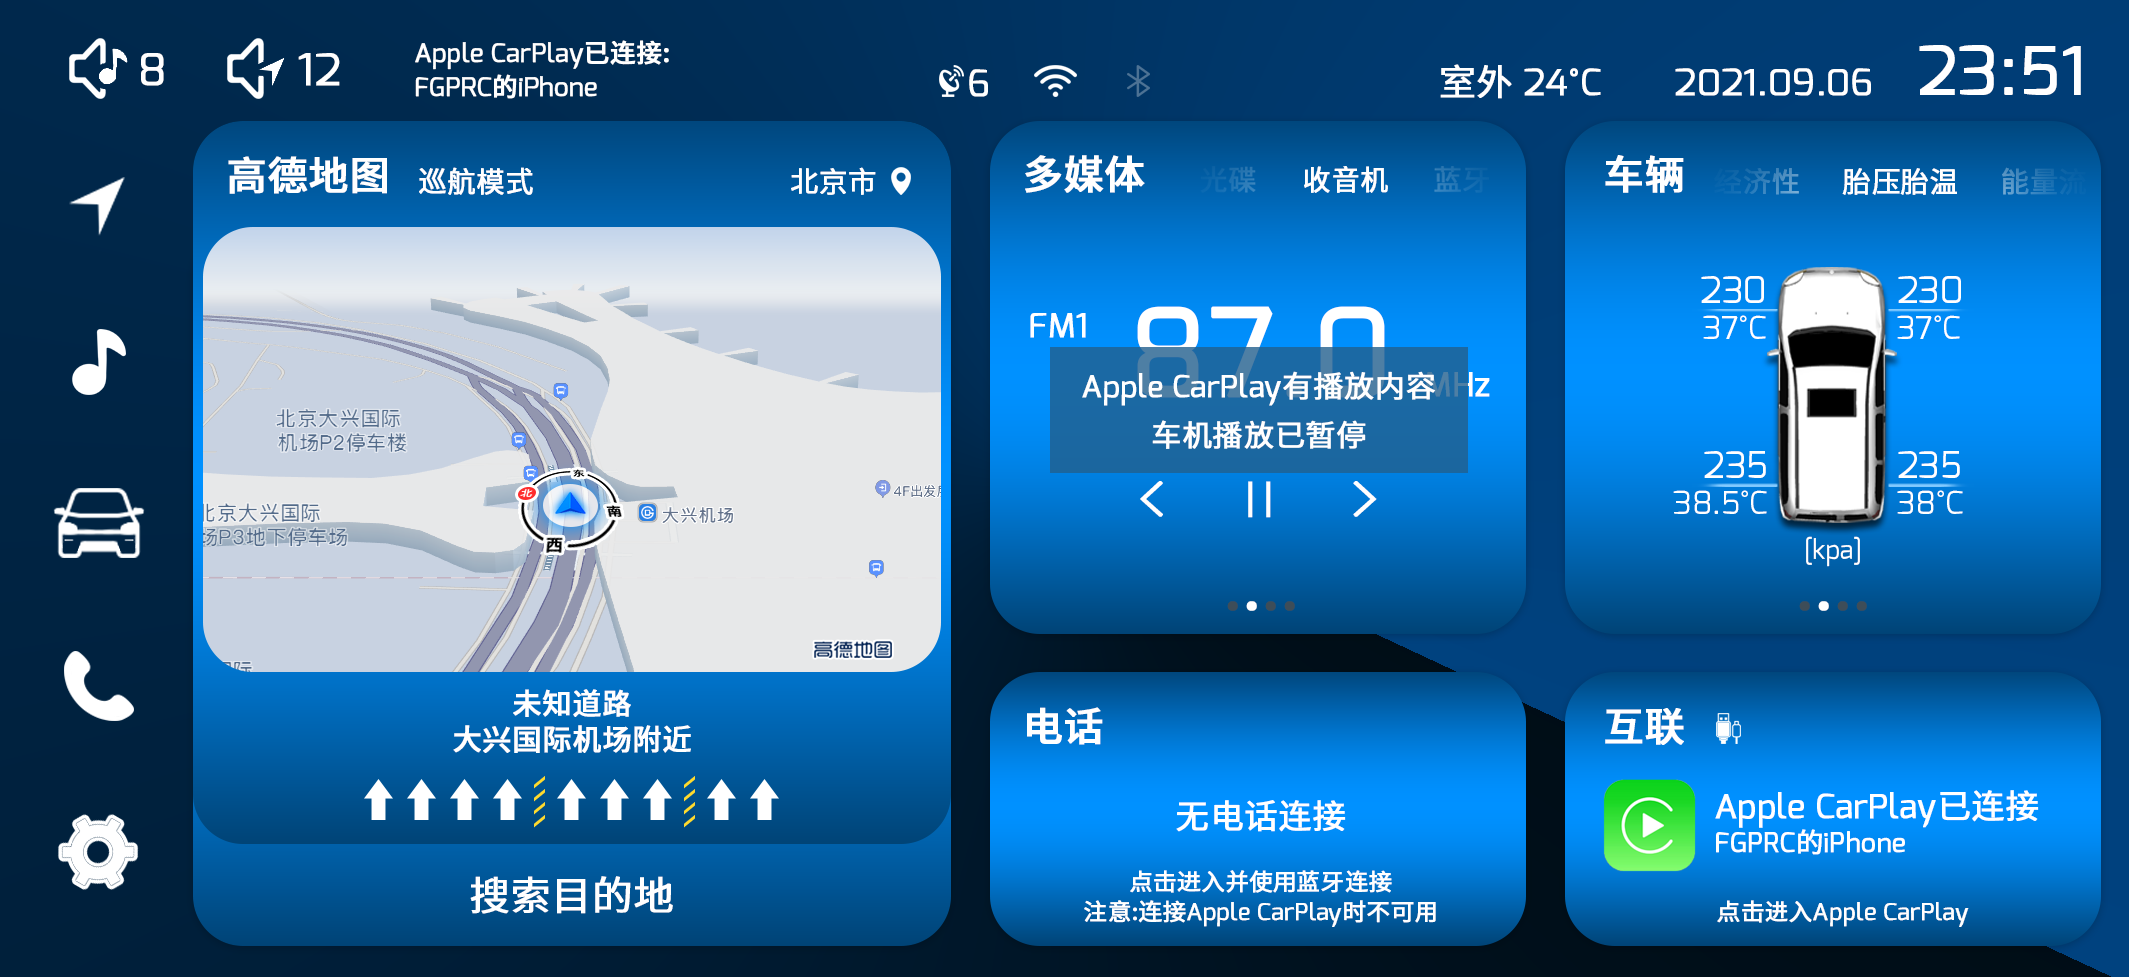 8
12
Apple CarPlay已连接:
FGPRC的iPhone
6
室外 24°C
2021.09.06
23:51
高德地图
巡航模式
北京市
北京大兴国际
机场P2停车楼
北京大兴国际
场P3地下停车场
4F出发
大兴机场
东
北
南
西
国际
高德地图
未知道路
大兴国际机场附近
搜索目的地
多媒体
光碟
收音机
蓝牙
FM1
87.0
MHz
Apple CarPlay有播放内容
车机播放已暂停
车辆
经济性
胎压胎温
能量流
230
37°C
230
37°C
235
38.5°C
235
38°C
[kpa]
电话
无电话连接
点击进入并使用蓝牙连接
注意:连接Apple CarPlay时不可用
互联
Apple CarPlay已连接
FGPRC的iPhone
点击进入Apple CarPlay